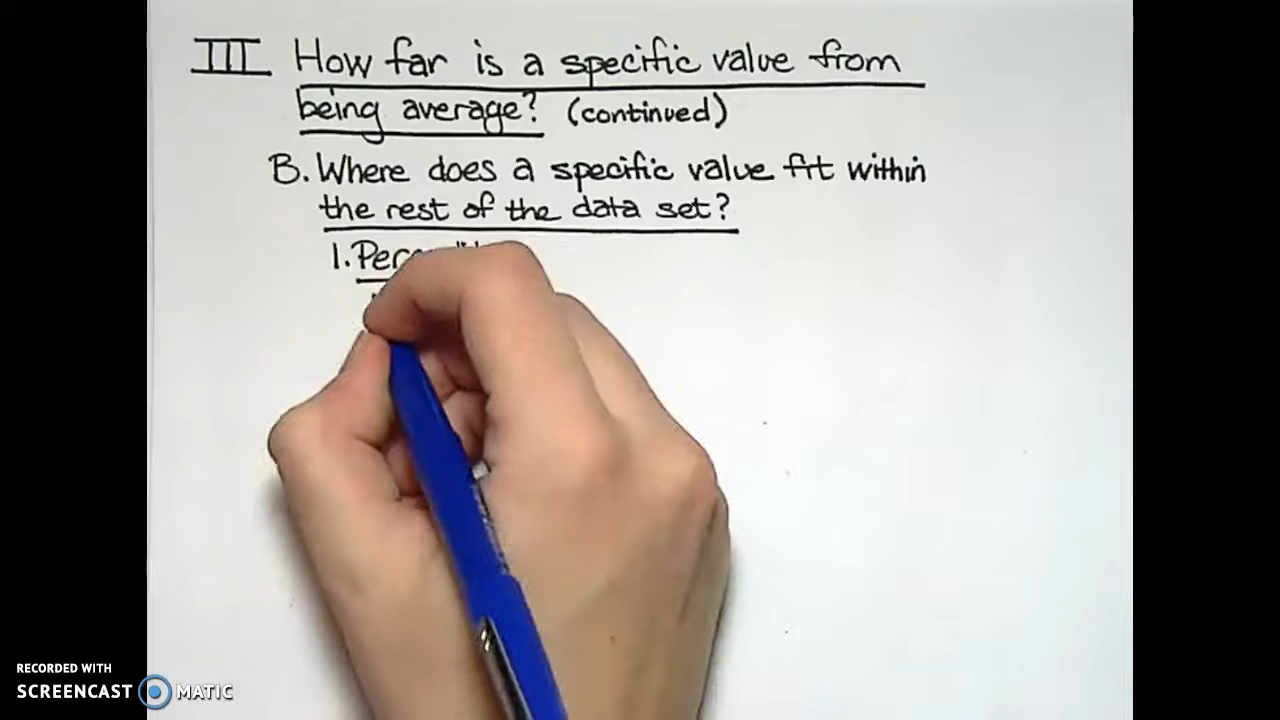 III How far is a specific value from
being average? (continued)
B. Where does a specific value fit within
the rest of the data set?
1.
RECORDED WITH
SCREENCAST MATIC